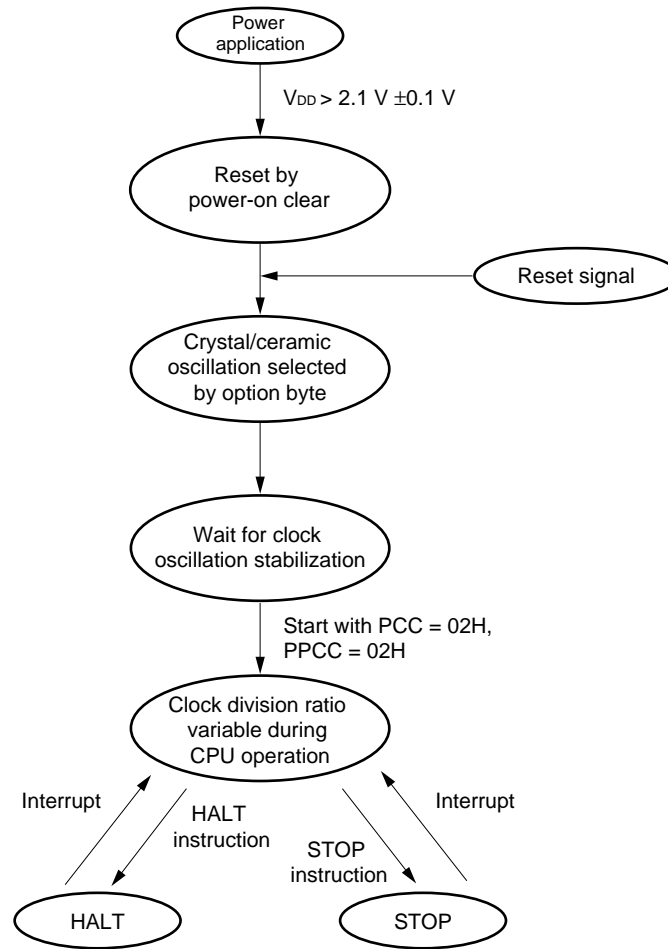 Power
application
VDD > 2.1 V ±0.1 V
Reset by
power-on clear
Reset signal
Crystal/ceramic
oscillation selected
by option byte
Wait for clock
oscillation stabilization
Start with PCC = 02H,
PPCC = 02H
Clock division ratio
variable during
CPU operation
Interrupt
HALT
instruction
STOP
instruction
Interrupt
HALT
STOP